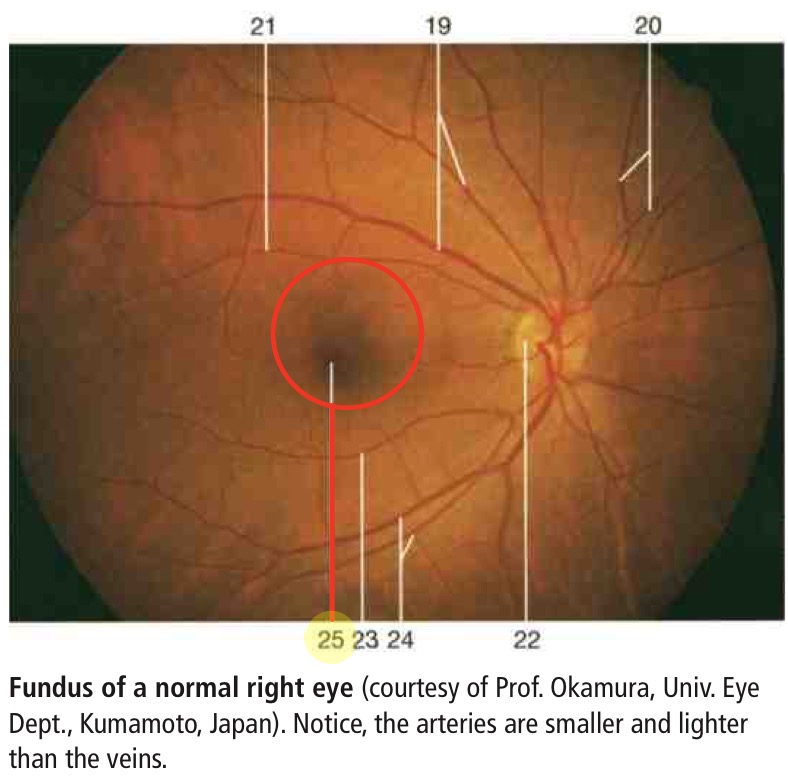 21 19 20
25 23 24 22
Fundus of a normal right eye (courtesy of Prof. Okamura, Univ. Eye
Dept., Kumamoto, Japan). Notice, the arteries are smaller and lighter
than the veins.